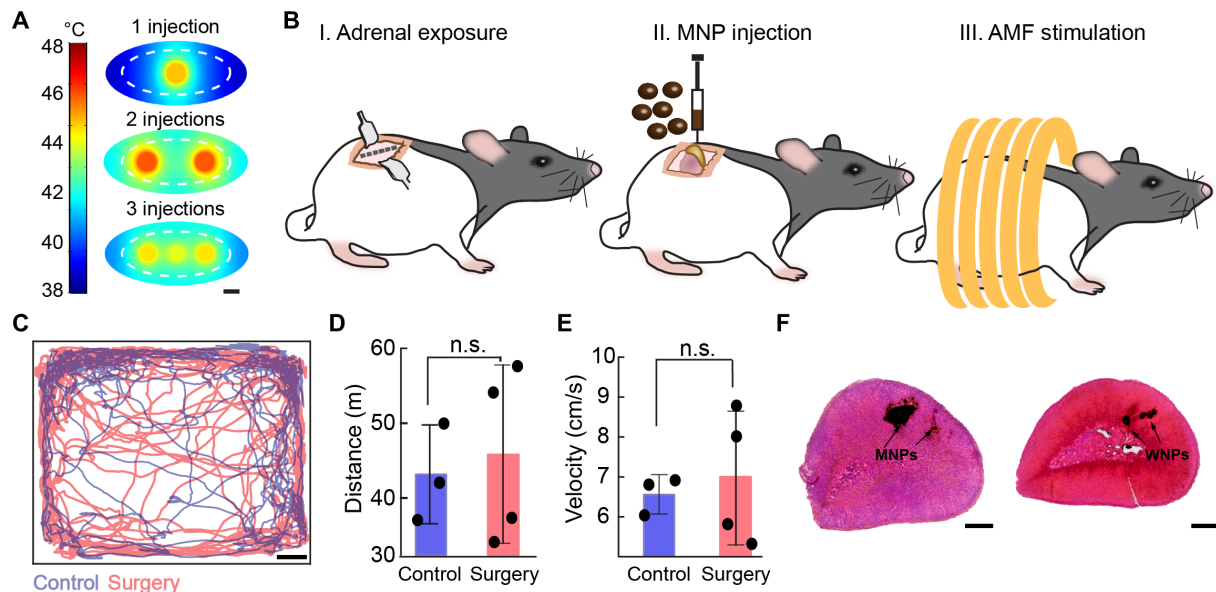 A
°C
48
46
44
42
40
38
1 injection
2 injections
3 injections
B
I. Adrenal exposure
II. MNP injection
III. AMF stimulation
C
Control Surgery
D
n.s.
Distance (m)
60
50
40
30
Control Surgery
E
n.s.
Velocity (cm/s)
10
9
8
7
6
Control Surgery
F
MNPs
WNPs